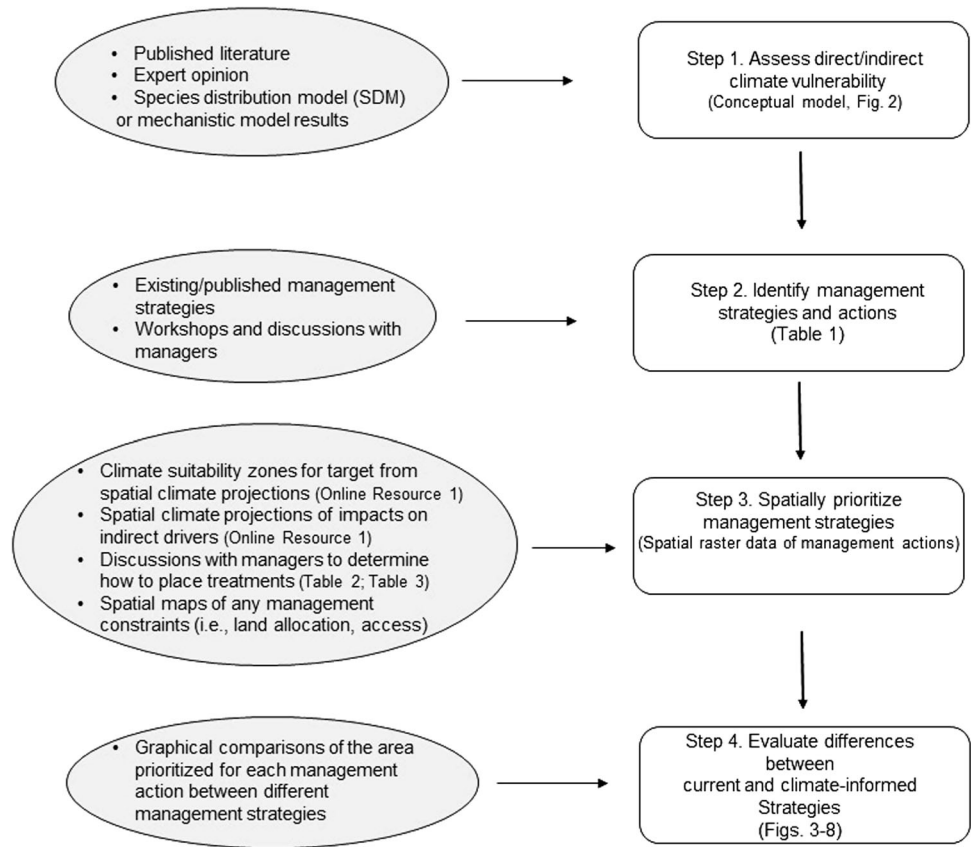 • Published literature
• Expert opinion
• Species distribution model (SDM)
or mechanistic model results
Step 1. Assess direct/indirect
climate vulnerability
(Conceptual model, Fig. 2)
• Existing/published management
strategies
• Workshops and discussions with
managers
Step 2. Identify management
strategies and actions
(Table 1)
• Climate suitability zones for target from
spatial climate projections (Online Resource 1)
• Spatial climate projections of impacts on
indirect drivers (Online Resource 1)
• Discussions with managers to determine
how to place treatments (Table 2; Table 3)
• Spatial maps of any management
constraints (i.e., land allocation, access)
Step 3. Spatially prioritize
management strategies
(Spatial raster data of management actions)
• Graphical comparisons of the area
prioritized for each management
action between different
management strategies
Step 4. Evaluate differences
between
current and climate-informed
Strategies
(Figs. 3-8)